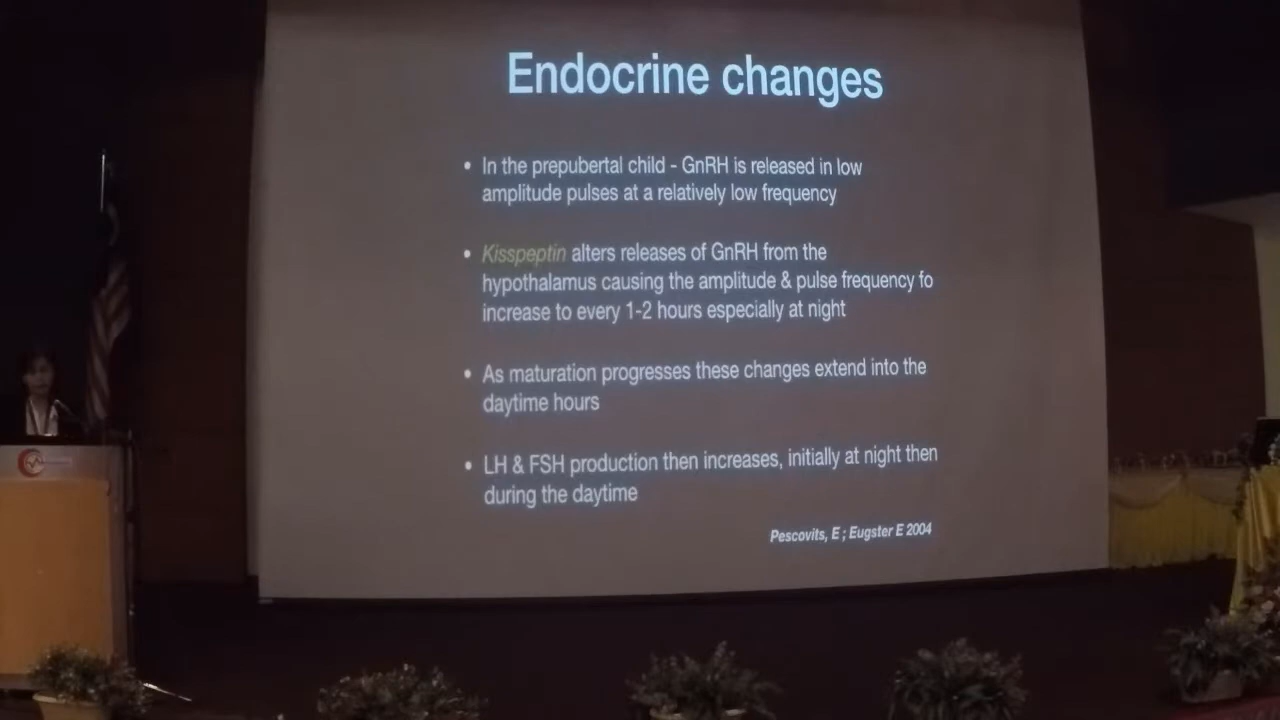 Endocrine changes
• In the prepubertal child - GnRH is released in low
amplitude pulses at a relatively low frequency
• Kisspeptin alters releases of GnRH from the
hypothalamus causing the amplitude & pulse frequency fo
increase to every 1-2 hours especially at night
• As maturation progresses these changes extend into the
daytime hours
• LH & FSH production then increases, initially at night then
during the daytime
Pescovits, E ; Eugster E 2004